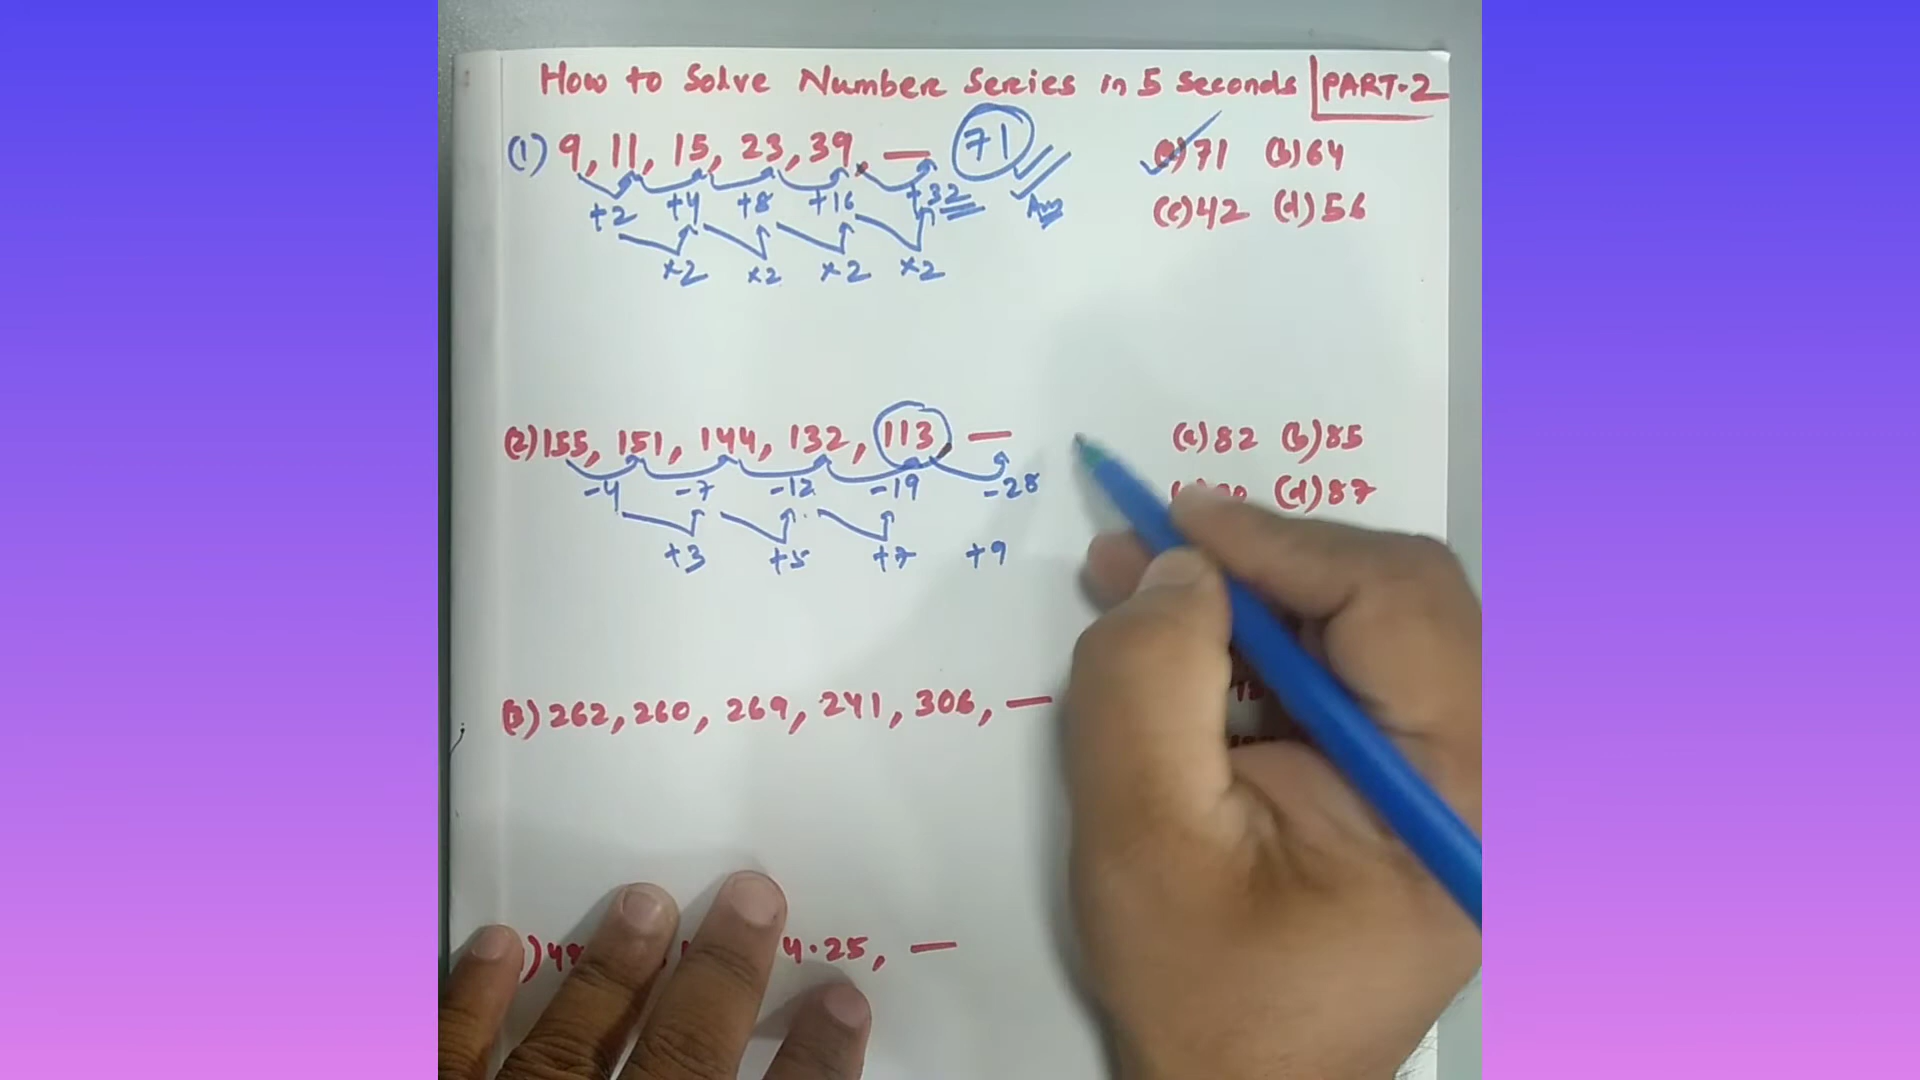 How to Solve Number Series in 5 Seconds PART-2
(1) 9, 11, 15, 23, 39, — 71 (a) 71 (b) 64
+2 +4 +8 +16 +32 Ans (c) 42 (d) 56
×2 ×2 ×2 ×2
(2) 155, 151, 144, 132, 113, — (a) 82 (b) 85
-4 -7 -12 -19 -28 (d) 87
+3 +5 +7 +9
(3) 262, 260, 269, 241, 306, —
4.25, —